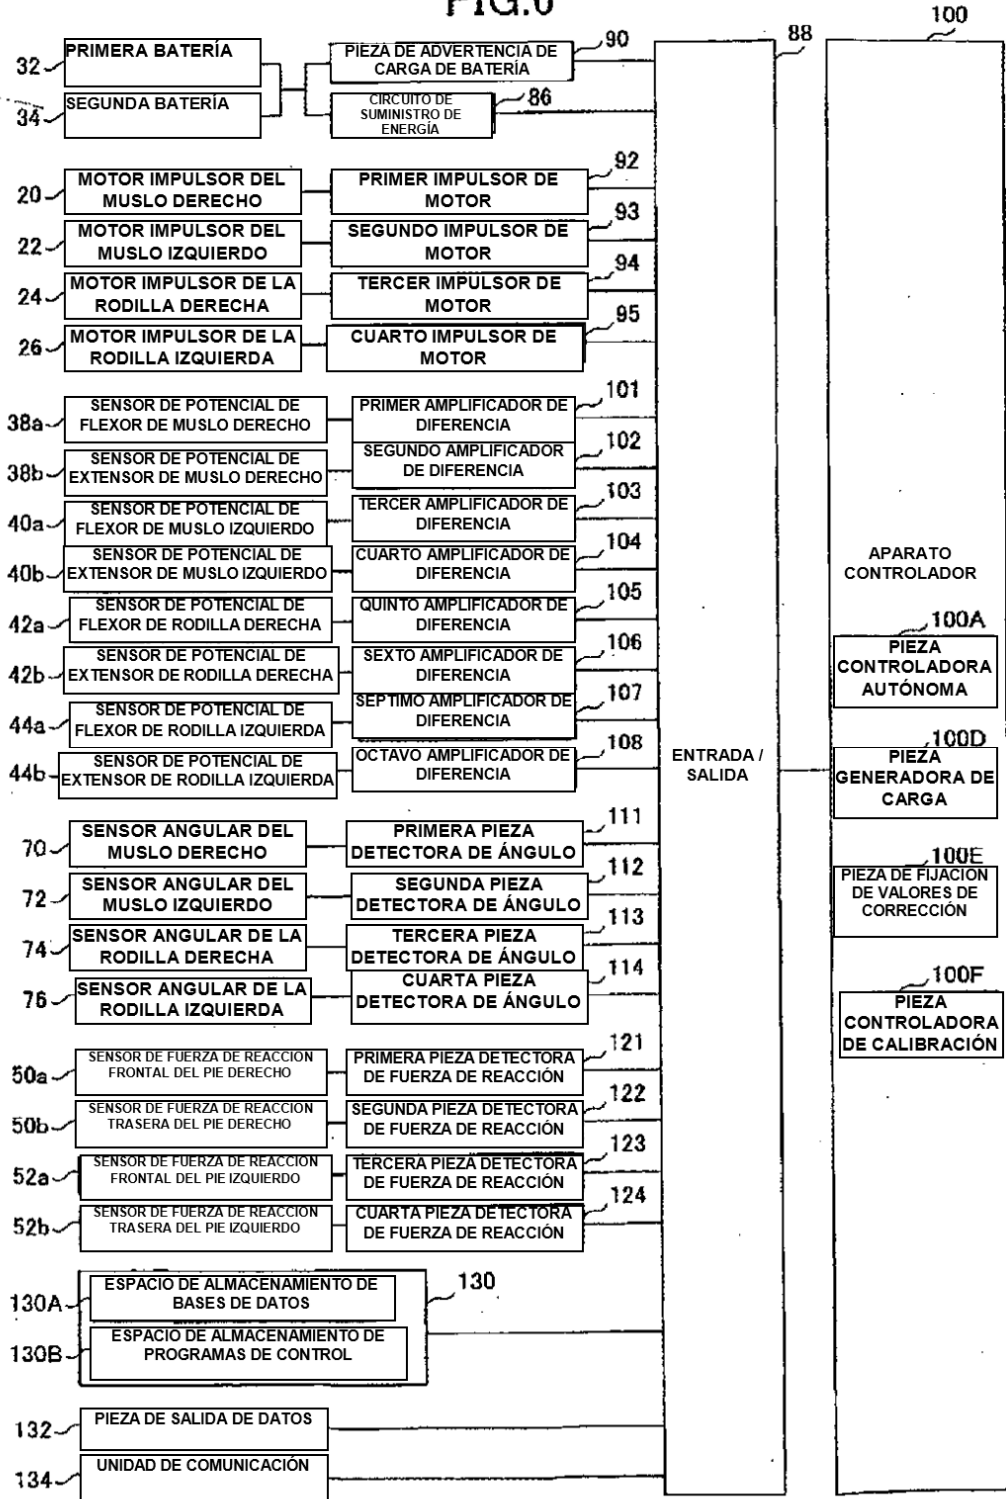 FIG.6
100
32
PRIMERA BATERÍA
PIEZA DE ADVERTENCIA DE
CARGA DE BATERÍA
90
88
34
SEGUNDA BATERÍA
CIRCUITO DE
SUMINISTRO DE
ENERGÍA
86
20
MOTOR IMPULSOR DEL
MUSLO DERECHO
PRIMER IMPULSOR DE
MOTOR
92
22
MOTOR IMPULSOR DEL
MUSLO IZQUIERDO
SEGUNDO IMPULSOR DE
MOTOR
93
24
MOTOR IMPULSOR DE LA
RODILLA DERECHA
TERCER IMPULSOR DE
MOTOR
94
26
MOTOR IMPULSOR DE LA
RODILLA IZQUIERDA
CUARTO IMPULSOR DE
MOTOR
95
38a
SENSOR DE POTENCIAL DE
FLEXOR DE MUSLO DERECHO
PRIMER AMPLIFICADOR DE
DIFERENCIA
101
38b
SENSOR DE POTENCIAL DE
EXTENSOR DE MUSLO DERECHO
SEGUNDO AMPLIFICADOR
DE DIFERENCIA
102
40a
SENSOR DE POTENCIAL DE
FLEXOR DE MUSLO IZQUIERDO
TERCER AMPLIFICADOR DE
DIFERENCIA
103
40b
SENSOR DE POTENCIAL DE
EXTENSOR DE MUSLO IZQUIERDO
CUARTO AMPLIFICADOR DE
DIFERENCIA
104
42a
SENSOR DE POTENCIAL DE
FLEXOR DE RODILLA DERECHA
QUINTO AMPLIFICADOR DE
DIFERENCIA
105
42b
SENSOR DE POTENCIAL DE
EXTENSOR DE RODILLA DERECHA
SEXTO AMPLIFICADOR DE
DIFERENCIA
106
44a
SENSOR DE POTENCIAL DE
FLEXOR DE RODILLA IZQUIERDA
SEPTIMO AMPLIFICADOR DE
DIFERENCIA
107
44b
SENSOR DE POTENCIAL DE
EXTENSOR DE RODILLA IZQUIERDA
OCTAVO AMPLIFICADOR DE
DIFERENCIA
108
70
SENSOR ANGULAR DEL
MUSLO DERECHO
PRIMERA PIEZA
DETECTORA DE ÁNGULO
111
72
SENSOR ANGULAR DEL
MUSLO IZQUIERDO
SEGUNDA PIEZA
DETECTORA DE ÁNGULO
112
74
SENSOR ANGULAR DE LA
RODILLA DERECHA
TERCERA PIEZA
DETECTORA DE ÁNGULO
113
76
SENSOR ANGULAR DE LA
RODILLA IZQUIERDA
CUARTA PIEZA
DETECTORA DE ÁNGULO
114
50a
SENSOR DE FUERZA DE REACCION
FRONTAL DEL PIE DERECHO
PRIMERA PIEZA DETECTORA
DE FUERZA DE REACCIÓN
121
50b
SENSOR DE FUERZA DE REACCION
TRASERA DEL PIE DERECHO
SEGUNDA PIEZA DETECTORA
DE FUERZA DE REACCIÓN
122
52a
SENSOR DE FUERZA DE REACCION
FRONTAL DEL PIE IZQUIERDO
TERCERA PIEZA DETECTORA
DE FUERZA DE REACCIÓN
123
52b
SENSOR DE FUERZA DE REACCION
TRASERA DEL PIE IZQUIERDO
CUARTA PIEZA DETECTORA
DE FUERZA DE REACCIÓN
124
130
130A
ESPACIO DE ALMACENAMIENTO DE
BASES DE DATOS
130B
ESPACIO DE ALMACENAMIENTO DE
PROGRAMAS DE CONTROL
132
PIEZA DE SALIDA DE DATOS
134
UNIDAD DE COMUNICACIÓN
ENTRADA /
SALIDA
APARATO
CONTROLADOR
100A
PIEZA
CONTROLADORA
AUTÓNOMA
100D
PIEZA
GENERADORA DE
CARGA
100E
PIEZA DE FIJACION
DE VALORES DE
CORRECCIÓN
100F
PIEZA
CONTROLADORA
DE CALIBRACIÓN